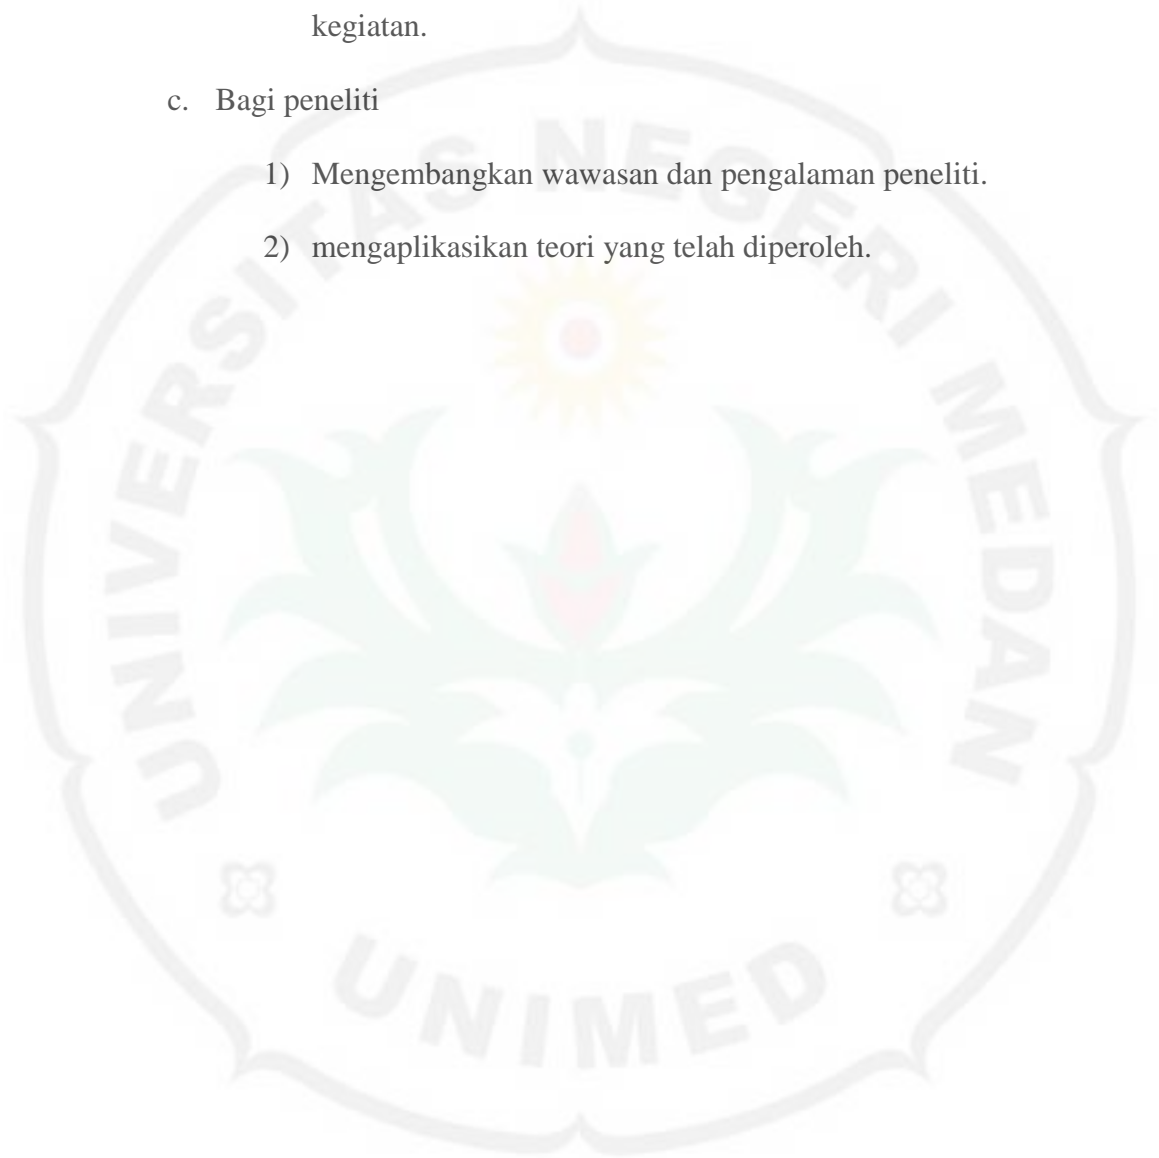 kegiatan.
c. Bagi peneliti
1) Mengembangkan wawasan dan pengalaman peneliti.
2) mengaplikasikan teori yang telah diperoleh.
UNIVERSITAS NEGERI MEDAN
UNIMED